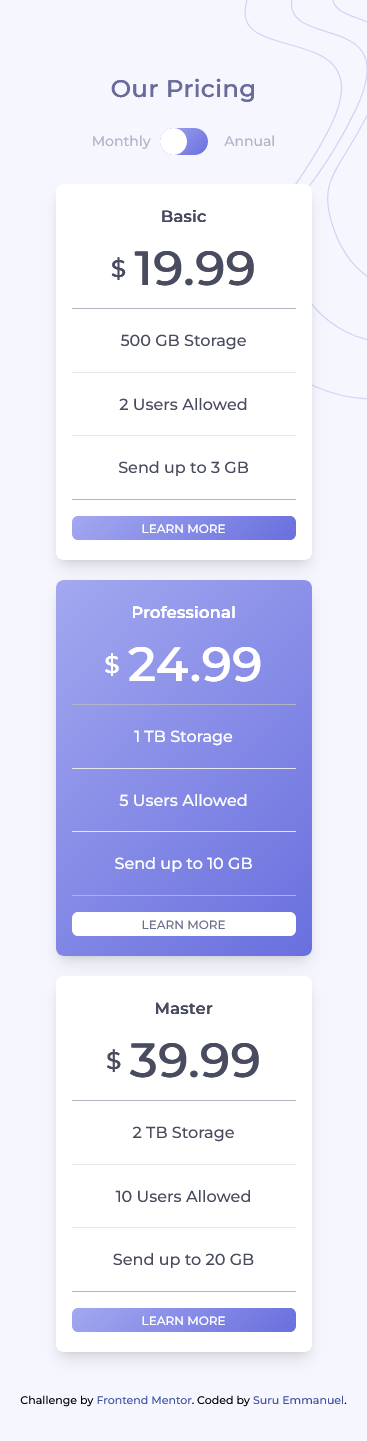 Our Pricing
Monthly Annual
Basic
$ 19.99
500 GB Storage
2 Users Allowed
Send up to 3 GB
LEARN MORE
Professional
$ 24.99
1 TB Storage
5 Users Allowed
Send up to 10 GB
LEARN MORE
Master
$ 39.99
2 TB Storage
10 Users Allowed
Send up to 20 GB
LEARN MORE
Challenge by Frontend Mentor. Coded by Suru Emmanuel.